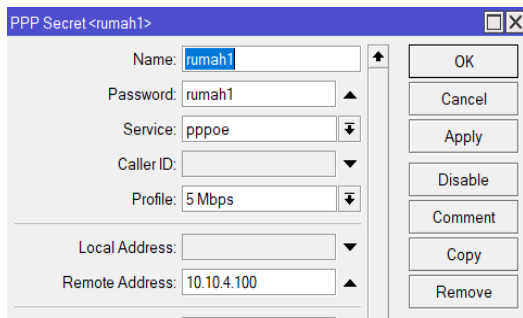 PPP Secret <rumah1>
Name: rumah1
Password: rumah1
Service: pppoe
Caller ID:
Profile: 5 Mbps
Local Address:
Remote Address: 10.10.4.100
OK
Cancel
Apply
Disable
Comment
Copy
Remove